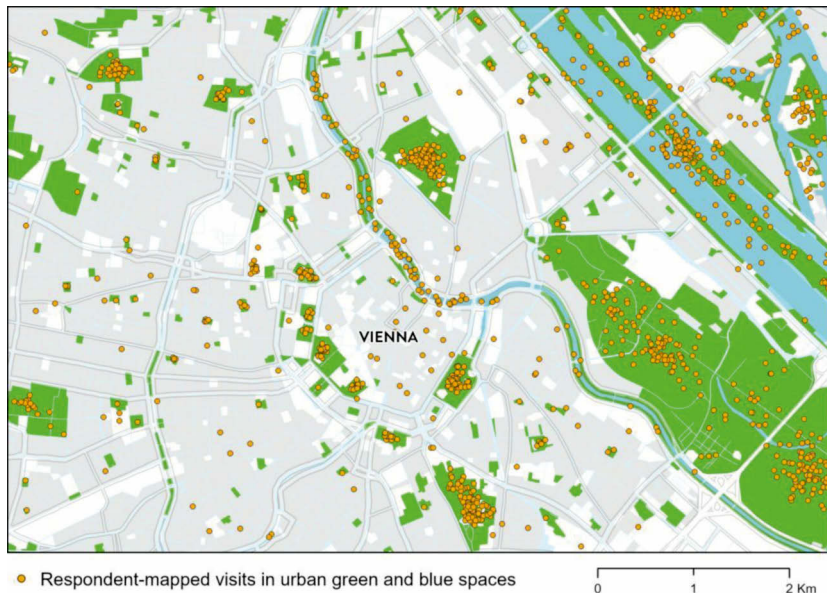 VIENNA
Respondent-mapped visits in urban green and blue spaces
0 1 2 Km